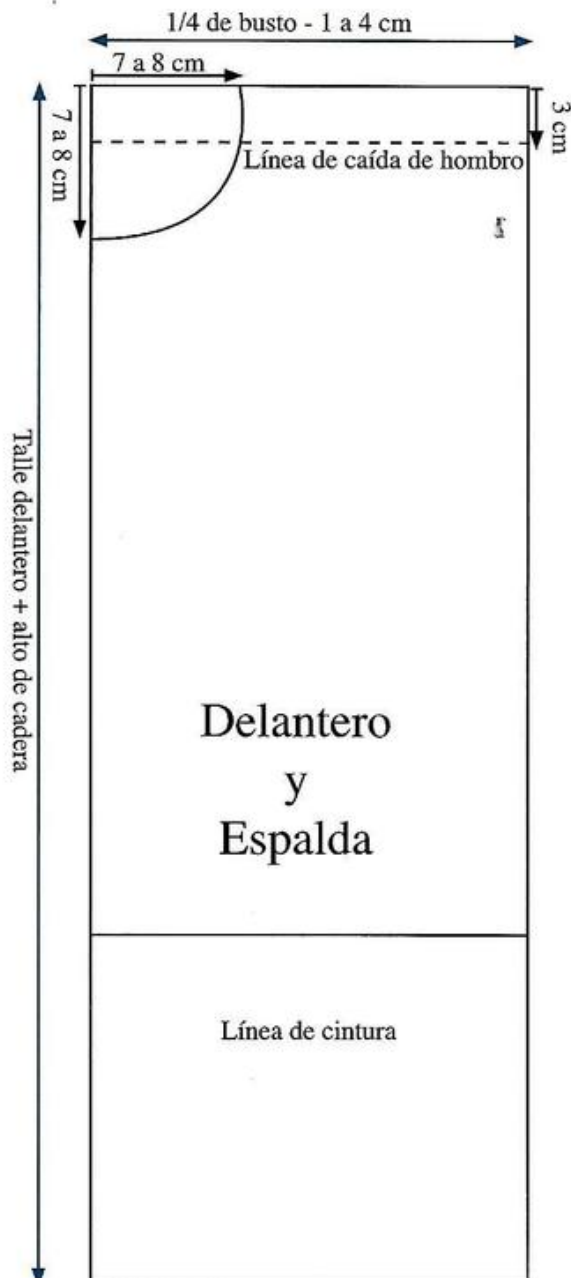 1/4 de busto - 1 a 4 cm
7 a 8 cm
7 a 8 cm
3 cm
Línea de caída de hombro
Talle delantero + alto de cadera
Delantero
y
Espalda
Línea de cintura